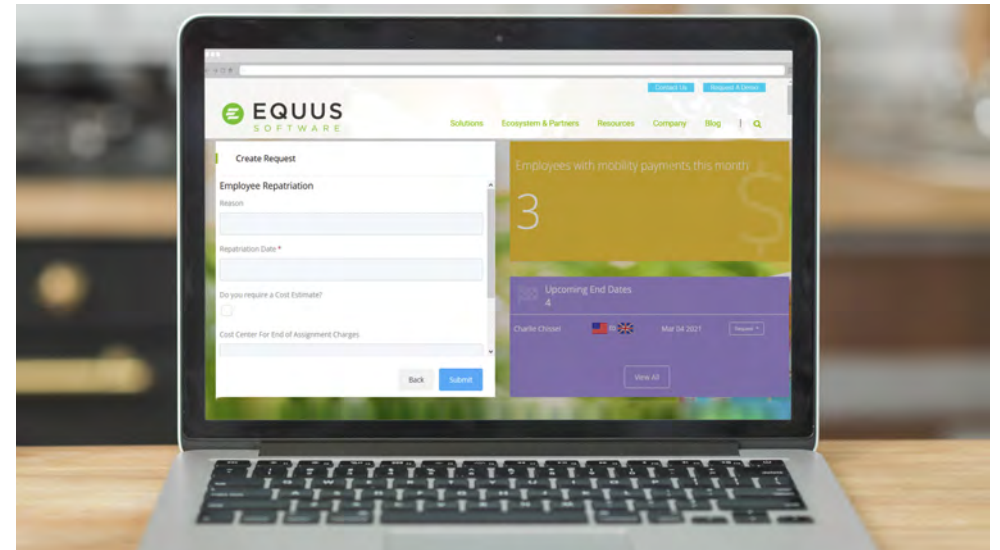 Contact Us Request A Demo
EQUUS
SOFTWARE
Solutions Ecosystem & Partners Resources Company Blog
Create Request
Employee Repatriation
Reason
Repatriation Date *
Do you require a Cost Estimate?
Cost Center For End of Assignment Charges
Back Submit
Employees with mobility payments this month
3
$
Upcoming End Dates
4
Charlie Chissel to Mar 04 2021 Request
View All